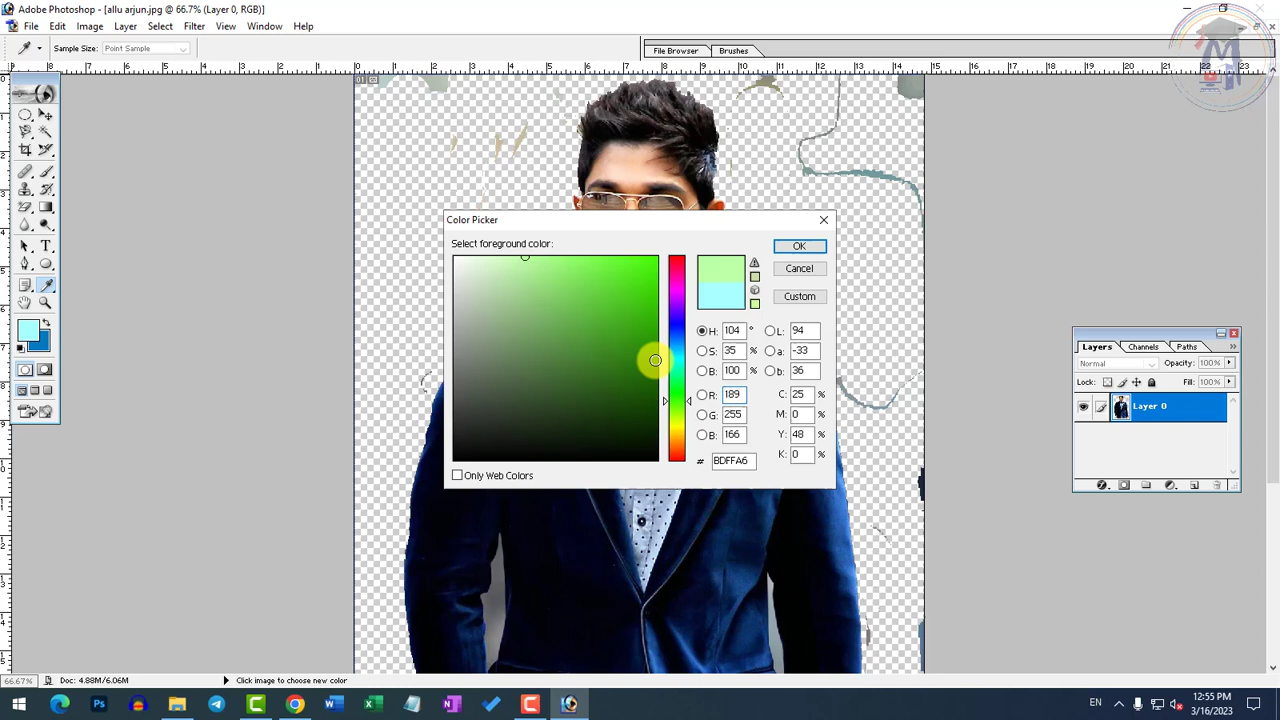 Adobe Photoshop - [allu arjun.jpg @ 66.7% (Layer 0, RGB)]
File Edit Image Layer Select Filter View Window Help
Sample Size: Point Sample File Browser Brushes
Color Picker
Select foreground color:
OK
Cancel
Custom
H: 104 ° L: 94
S: 35 % a: -33
B: 100 % b: 36
R: 189 C: 25 %
G: 255 M: 0 %
B: 166 Y: 48 %
# BDFFA6 K: 0 %
Only Web Colors
Layers Channels Paths
Normal Opacity: 100%
Lock: Fill: 100%
Layer 0
66.67% Doc: 4.88M/6.06M Click image to choose new color
EN 12:55 PM
3/16/2023